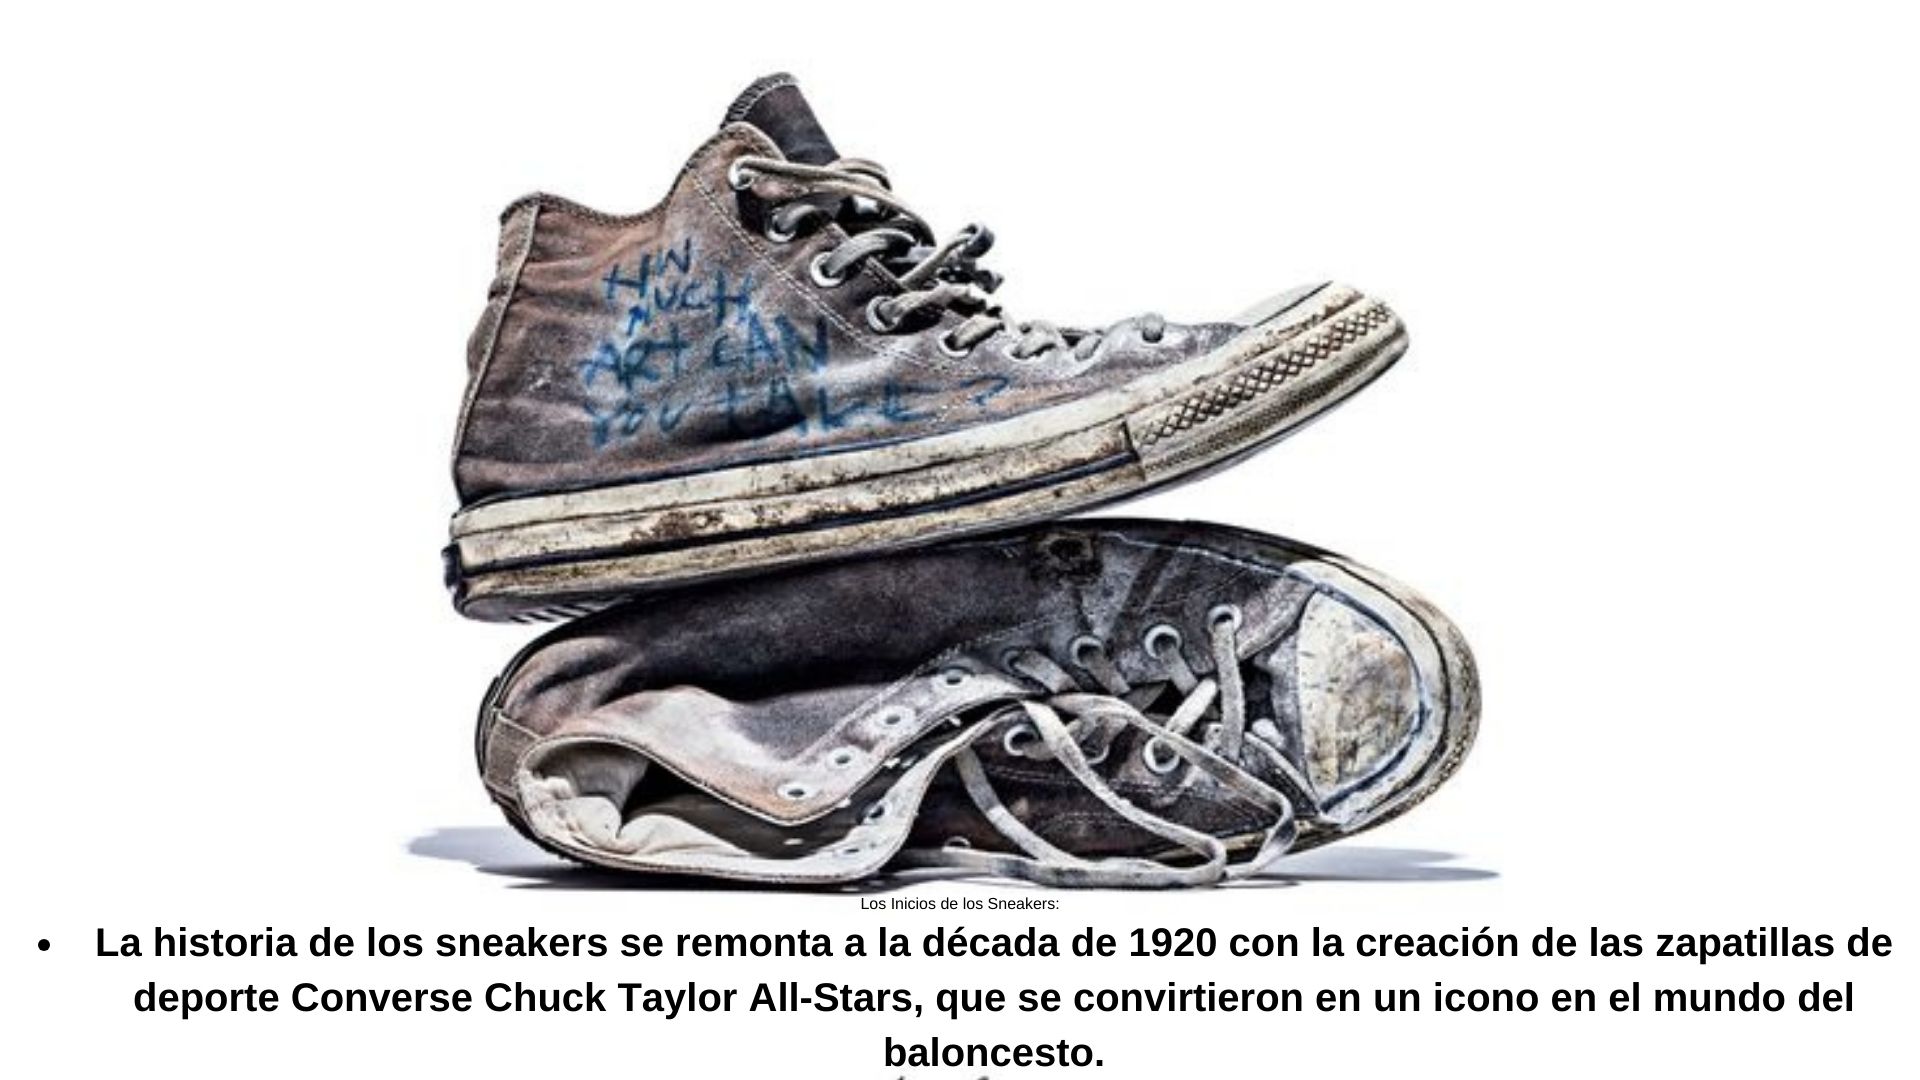 HW
MUCH
ART CAN
YOU TAKE?
Los Inicios de los Sneakers:
• La historia de los sneakers se remonta a la década de 1920 con la creación de las zapatillas de
deporte Converse Chuck Taylor All-Stars, que se convirtieron en un icono en el mundo del
baloncesto.